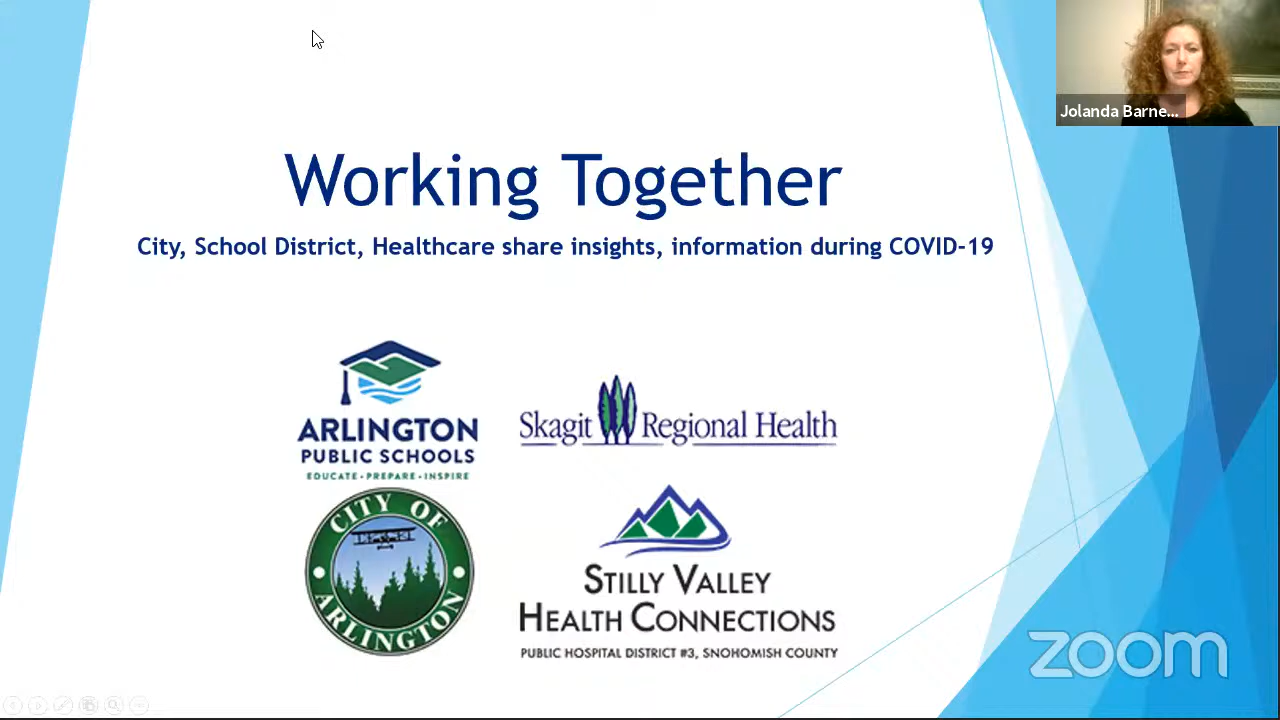 Jolanda Barne...
Working Together
City, School District, Healthcare share insights, information during COVID-19
ARLINGTON
PUBLIC SCHOOLS
EDUCATE • PREPARE • INSPIRE
Skagit Regional Health
CITY OF
ARLINGTON
STILLY VALLEY
HEALTH CONNECTIONS
PUBLIC HOSPITAL DISTRICT #3, SNOHOMISH COUNTY
zoom